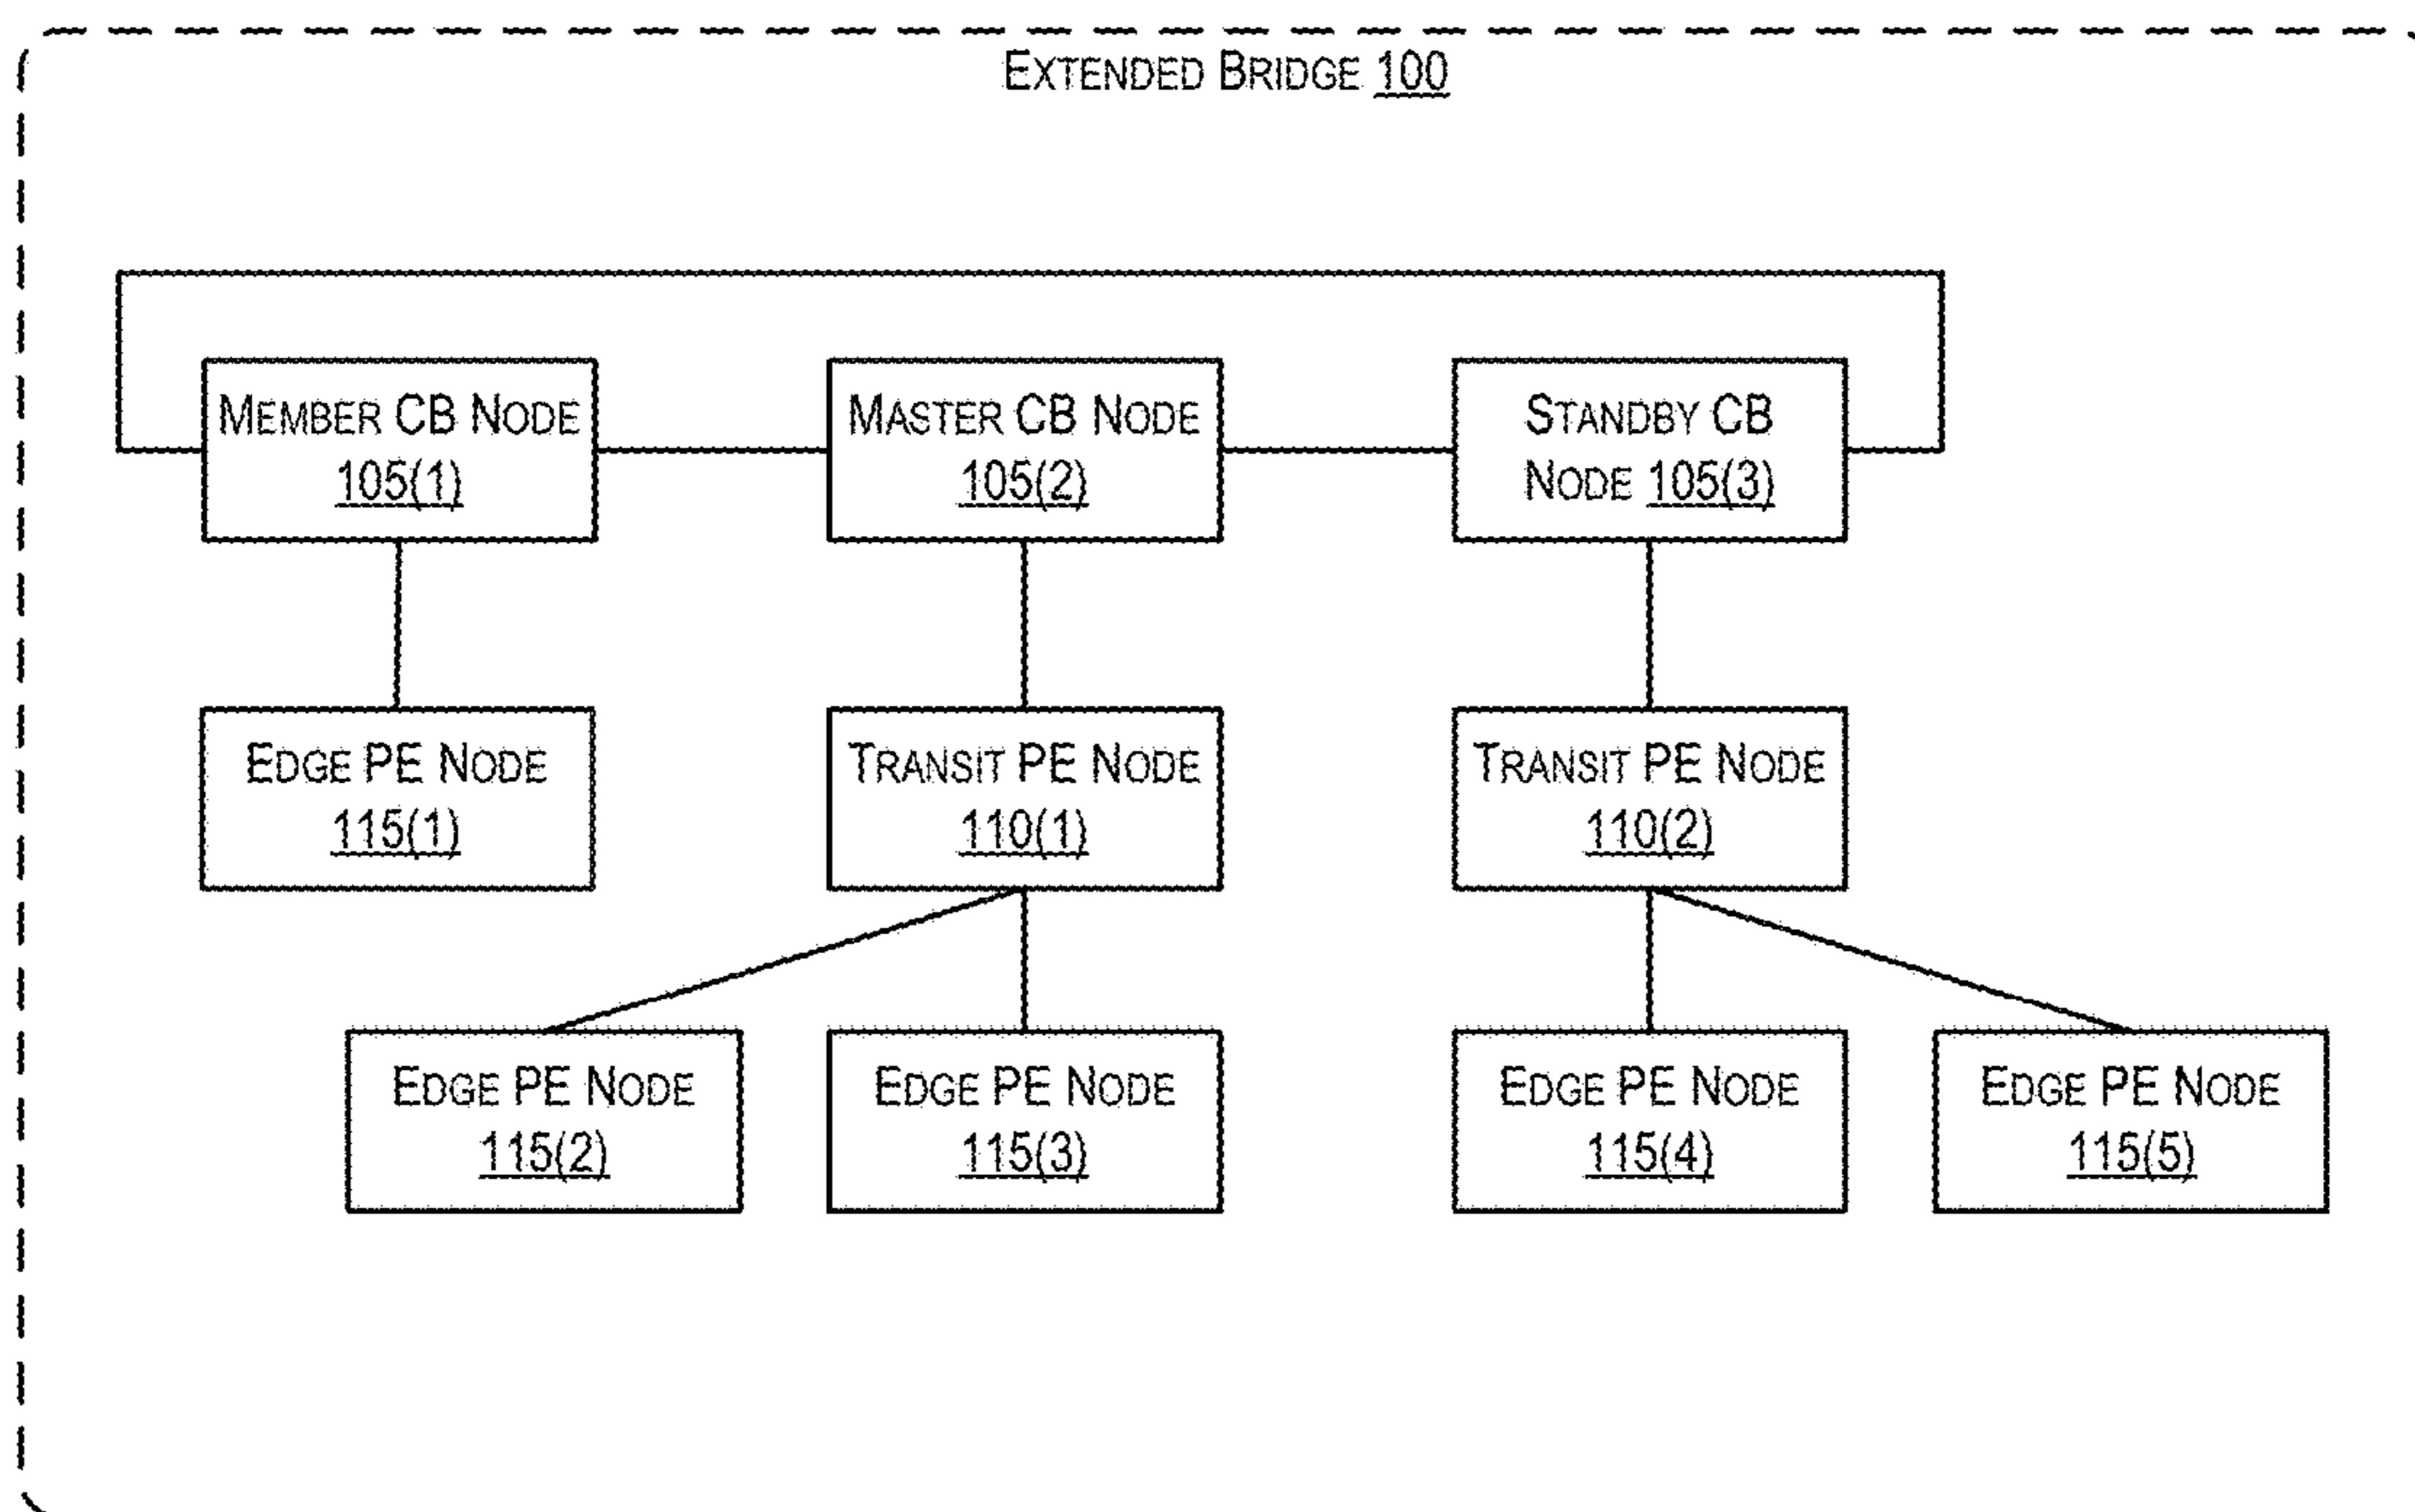 EXTENDED BRIDGE 100
MEMBER CB NODE
105(1)
MASTER CB NODE
105(2)
STANDBY CB
NODE 105(3)
EDGE PE NODE
115(1)
TRANSIT PE NODE
110(1)
TRANSIT PE NODE
110(2)
EDGE PE NODE
115(2)
EDGE PE NODE
115(3)
EDGE PE NODE
115(4)
EDGE PE NODE
115(5)